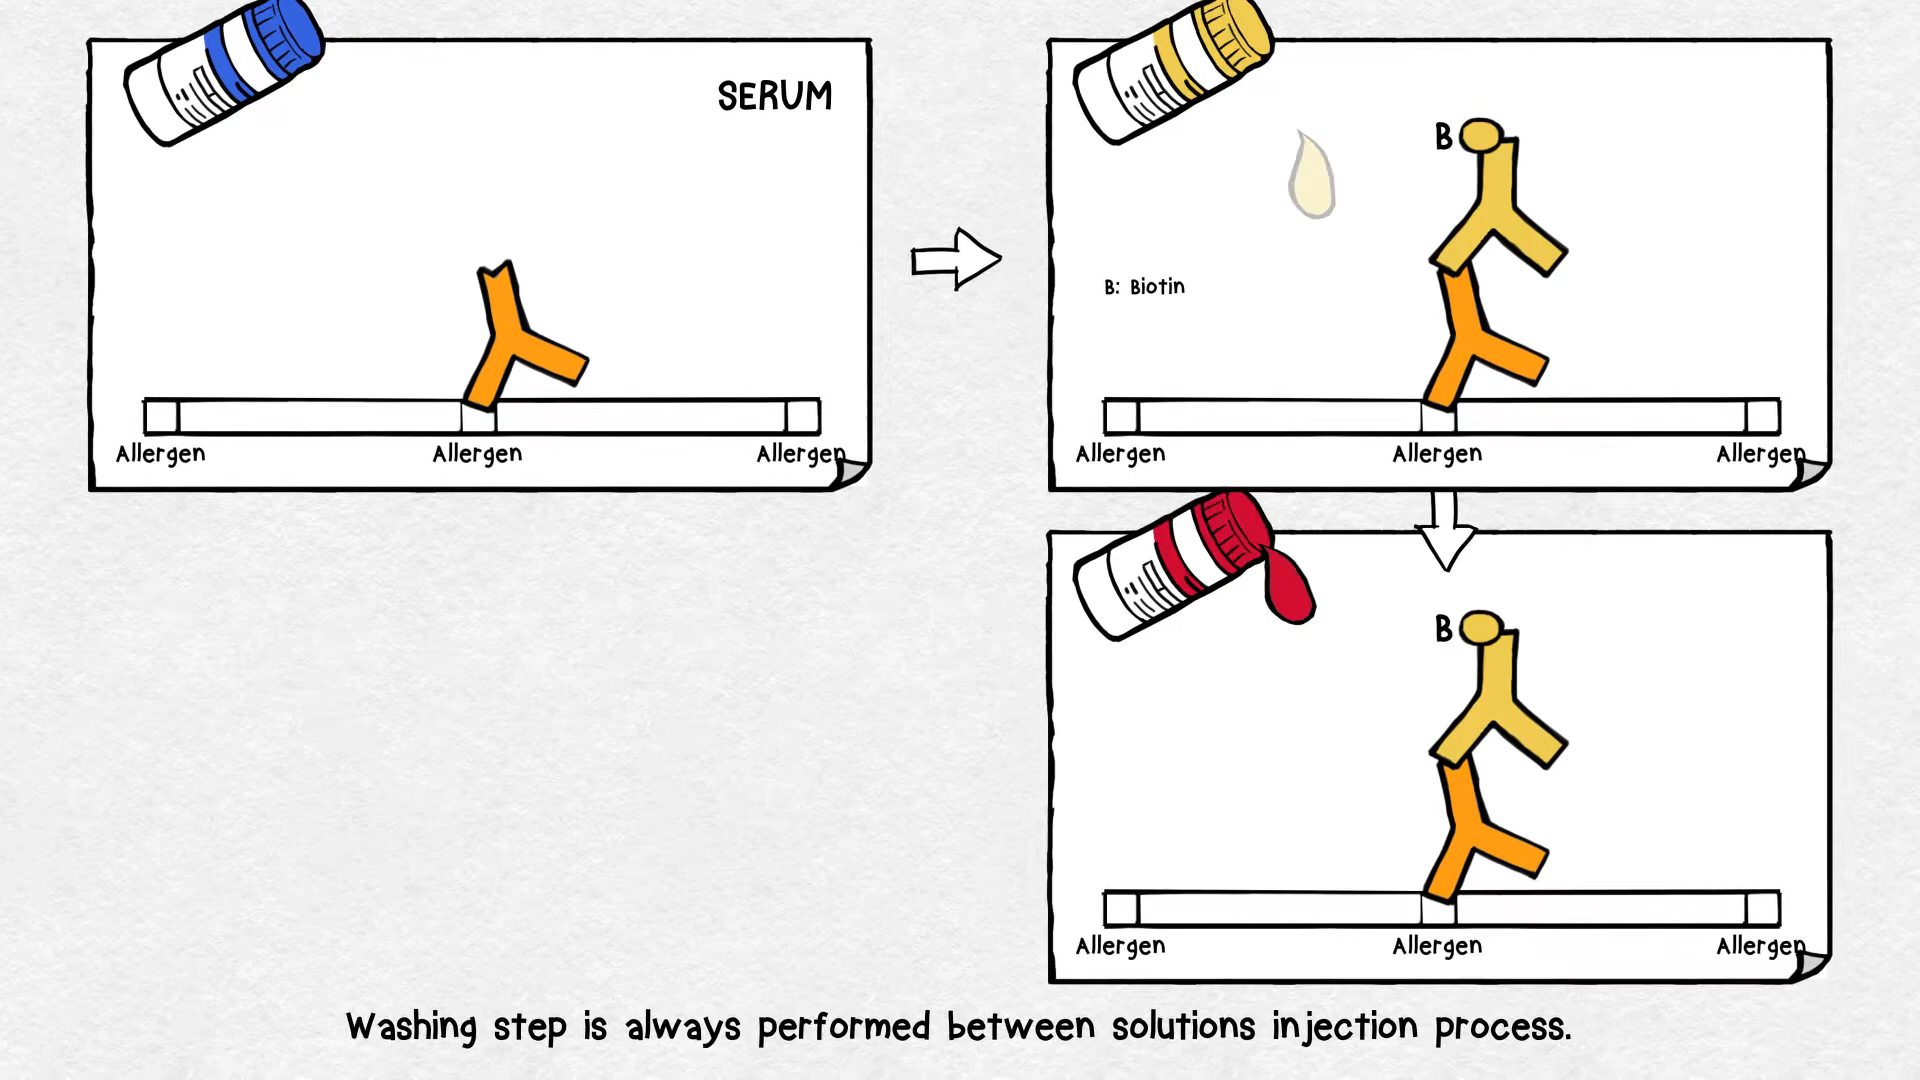 SERUM
Allergen Allergen Allergen
B
B: Biotin
Allergen Allergen Allergen
B
Allergen Allergen Allergen
Washing step is always performed between solutions injection process.